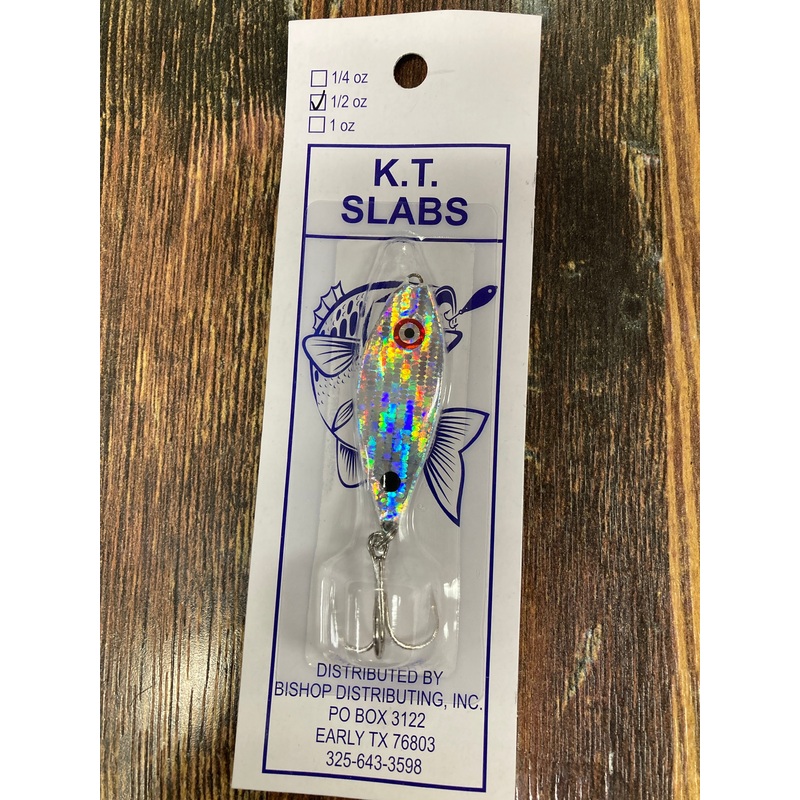 1/4 oz
1/2 oz
1 oz
K.T.
SLABS
DISTRIBUTED BY
BISHOP DISTRIBUTING, INC.
PO BOX 3122
EARLY TX 76803
325-643-3598